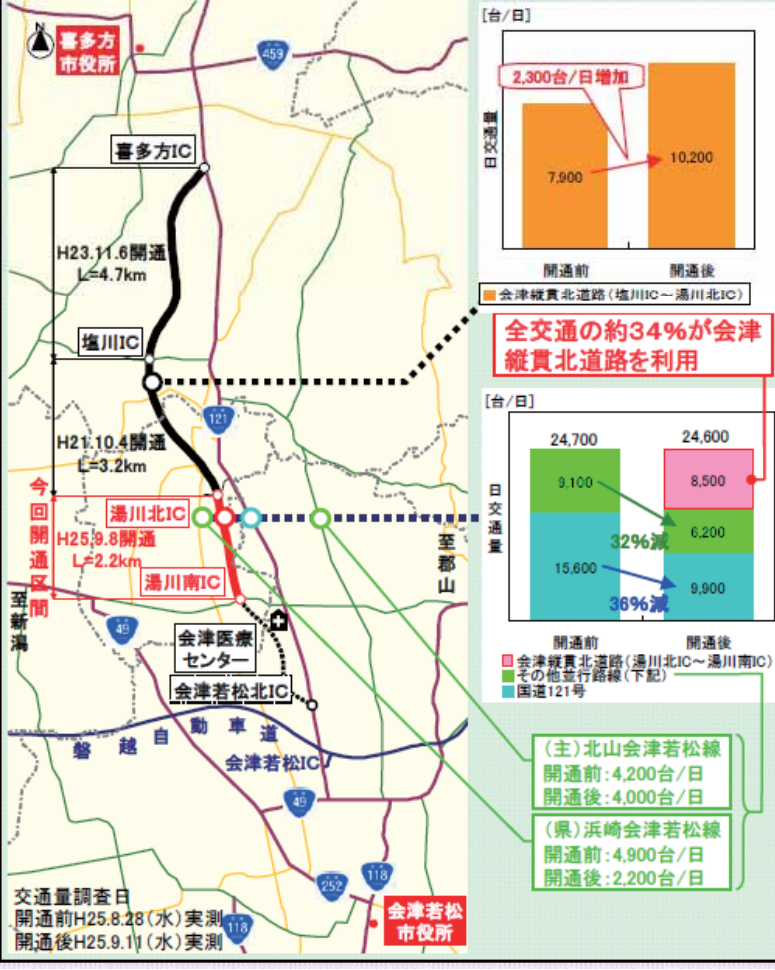 N
喜多方
市役所
459
喜多方IC
H23.11.6開通
L=4.7km
塩川IC
121
H21.10.4開通
L=3.2km
今回開通区間
湯川北IC
H25.9.8開通
L=2.2km
湯川南IC
至郡山
至新潟
49
会津医療
センター
会津若松北IC
磐越自動車道
会津若松IC
49
252
118
118
会津若松
市役所
交通量調査日
開通前H25.8.28(水)実測
開通後H25.9.11(水)実測
[台/日]
2,300台/日増加
日交通量
7,900
10,200
開通前
開通後
会津縦貫北道路(塩川IC～湯川北IC)
全交通の約34%が会津
縦貫北道路を利用
[台/日]
24,700
24,600
9,100
8,500
日交通量
32%減
6,200
15,600
36%減
9,900
開通前
開通後
会津縦貫北道路(湯川北IC～湯川南IC)
その他並行路線(下記)
国道121号
(主)北山会津若松線
開通前:4,200台/日
開通後:4,000台/日
(県)浜崎会津若松線
開通前:4,900台/日
開通後:2,200台/日